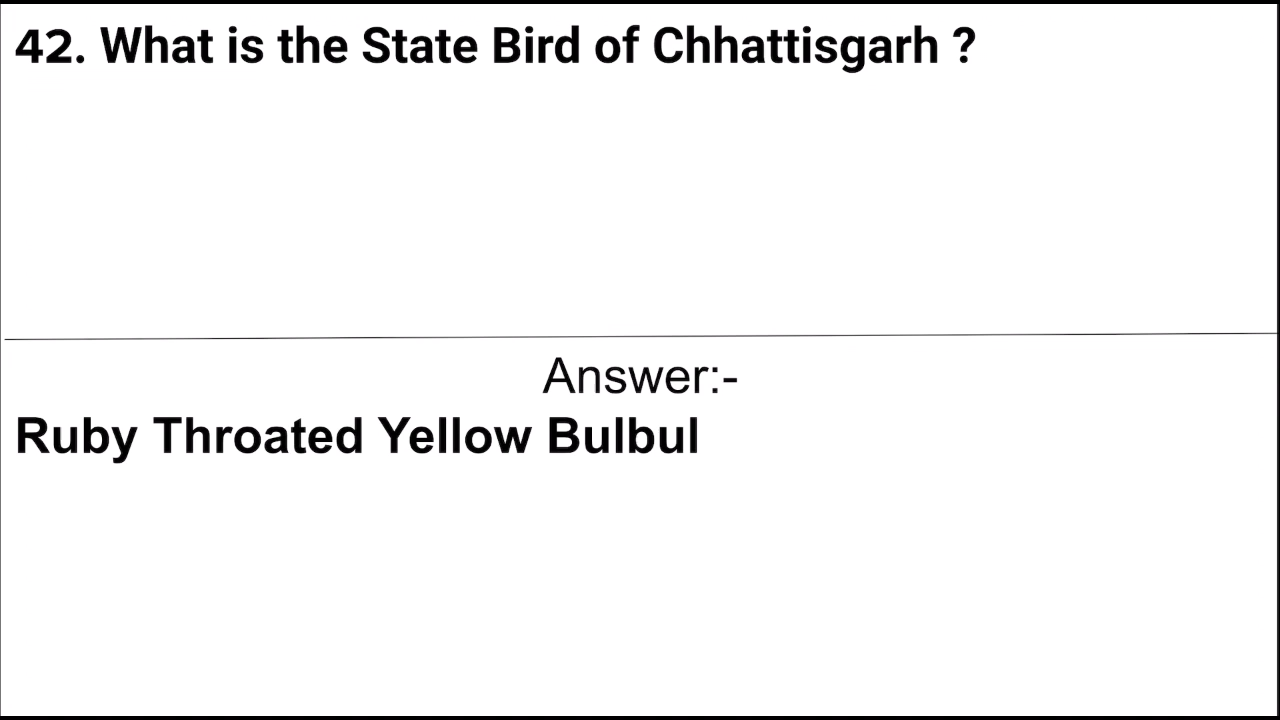 42. What is the State Bird of Chhattisgarh ?
Answer:-
Ruby Throated Yellow Bulbul